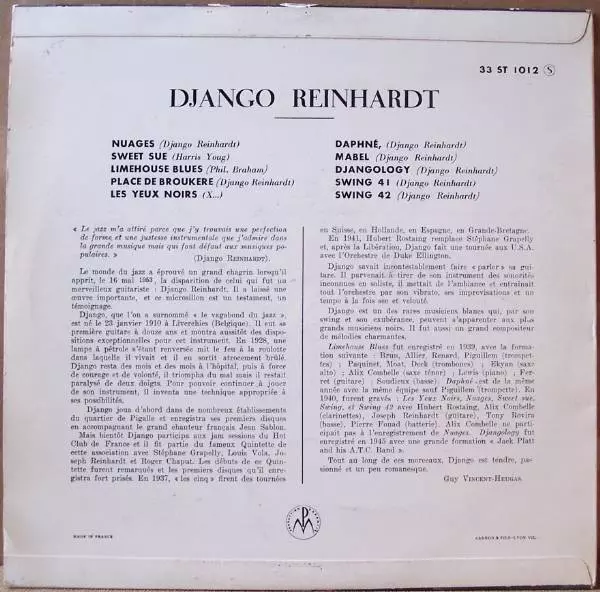 33 ST 1012 S
DJANGO REINHARDT
NUAGES (Django Reinhardt)
SWEET SUE (Harris Youg)
LIMEHOUSE BLUES (Phil. Braham)
PLACE DE BROUKERE (Django Reinhardt)
LES YEUX NOIRS (X...)
DAPHNÉ, (Django Reinhardt)
MABEL (Django Reinhardt)
DJANGOLOGY (Django Reinhardt)
SWING 41 (Django Reinhardt)
SWING 42 (Django Reinhardt)
« Le jazz m'a attiré parce que j'y trouvais une perfection
de forme et une justesse instrumentale que j'admire dans
la grande musique mais qui font défaut aux musiques po-
pulaires. »
(Django REINHARDT).
Le monde du jazz a éprouvé un grand chagrin lorsqu'il
apprit, le 16 mai 1953, la disparition de celui qui fut un
merveilleux guitariste : Django Reinhardt. Il a laissé une
œuvre importante, et ce microsillon est un testament, un
témoignage.
Django, que l'on a surnommé « le vagabond du jazz »,
est né le 23 janvier 1910 à Liverchies (Belgique). Il eut sa
première guitare à douze ans et montra aussitôt des dispo-
sitions exceptionnelles pour cet instrument. En 1928, une
lampe à pétrole s'étant renversée mit le feu à la roulotte
dans laquelle il vivait et il en sortit atrocement brûlé.
Django resta des mois et des mois à l'hôpital, puis à force
de courage et de volonté, il triompha du mal mais il restait
paralysé de deux doigts. Pour pouvoir continuer à jouer
de son instrument, il inventa une technique appropriée à
ses possibilités.
Django joua d'abord dans de nombreux établissements
du quartier de Pigalle et enregistra ses premiers disques
en accompagnant le grand chanteur français Jean Sablon.
Mais bientôt Django participa aux jam sessions du Hot
Club de France et il fit partie du fameux Quintette de
cette association avec Stéphane Grapelly, Louis Vola, Jo-
seph Reinhardt et Roger Chaput. Les débuts de ce Quin-
tette furent remarqués et les premiers disques qu'il enre-
gistra fort prisés. En 1937, « les cinq » firent des tournées
en Suisse, en Hollande, en Espagne, en Grande-Bretagne.
En 1941, Hubert Rostaing remplace Stéphane Grapelly
et, après la Libération, Django fait une tournée aux U.S.A.
avec l'Orchestre de Duke Ellington.
Django savait incontestablement faire « parler » sa gui-
tare. Il parvenait à tirer de son instrument des sonorités
inconnues en soliste, il mettait de l'ambiance et entraînait
tout l'orchestre par son vibrato, ses improvisations et un
tempo à la fois sec et velouté.
Django est un des rares musiciens blancs qui, par son
swing et son exubérance, peuvent s'apparenter aux plus
grands musiciens noirs. Il fut aussi un grand compositeur
de mélodies charmantes.
Limehouse Blues fut enregistré en 1939, avec la forma-
tion suivante : Brun, Allier, Renard, Piguillem (trompet-
tes) ; Paquinet, Moat, Deck (trombones) ; Ekyan (saxo
alto) ; Alix Combelle (saxo ténor) ; Lewis (piano) ; Fer-
ret (guitare) ; Soudieux (basse). Daphné est de la même
année avec la même équipe sauf Piguillem (trompette). En
1940, furent gravés : Les Yeux Noirs, Nuages, Sweet sue,
Swing, et Swing 42 avec Hubert Rostaing, Alix Combelle
(clarinettes), Joseph Reinhardt (guitare), Tony Rovira
(basse), Pierre Fouad (batterie). Alix Combelle ne parti-
cipait pas à l'enregistrement de Nuages. Djangology fut
enregistré en 1945 avec une grande formation « Jack Platt
and his A.T.C. Band ».
Tout au long de ces morceaux, Django est tendre, pas-
sionné et un peu romanesque.
Guy VINCENT-HEUGAS.
MADE IN FRANCE